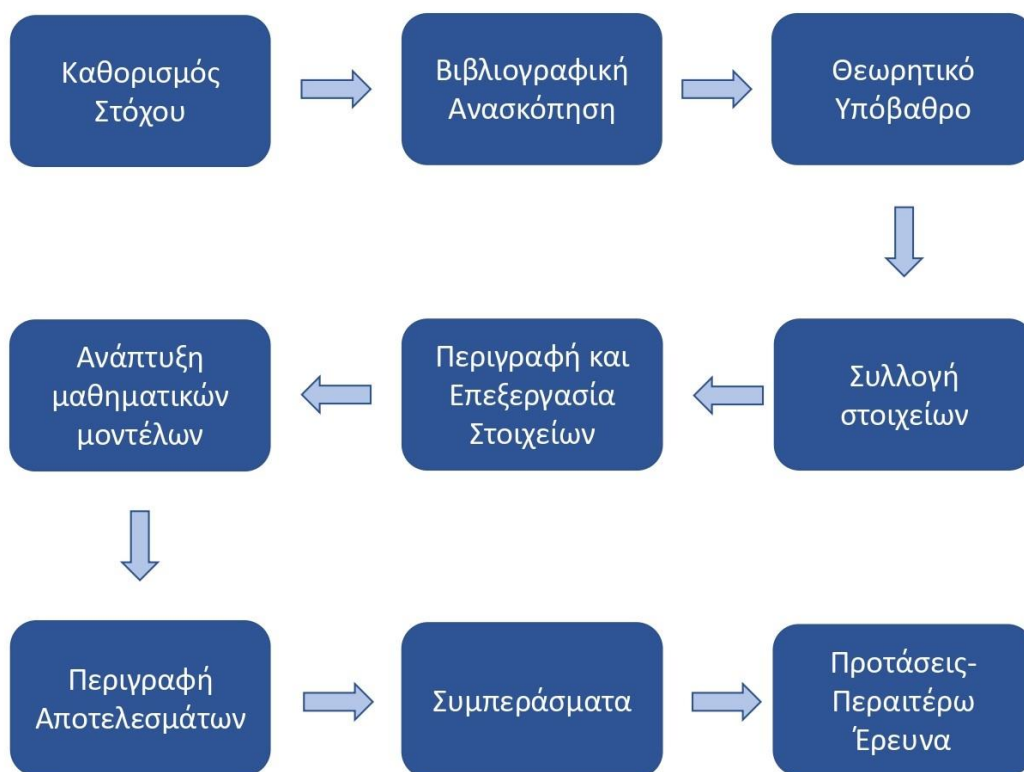 Καθορισμός
Στόχου
Βιβλιογραφική
Ανασκόπηση
Θεωρητικό
Υπόβαθρο
Συλλογή
στοιχείων
Περιγραφή και
Επεξεργασία
Στοιχείων
Ανάπτυξη
μαθηματικών
μοντέλων
Περιγραφή
Αποτελεσμάτων
Συμπεράσματα
Προτάσεις-
Περαιτέρω
Έρευνα